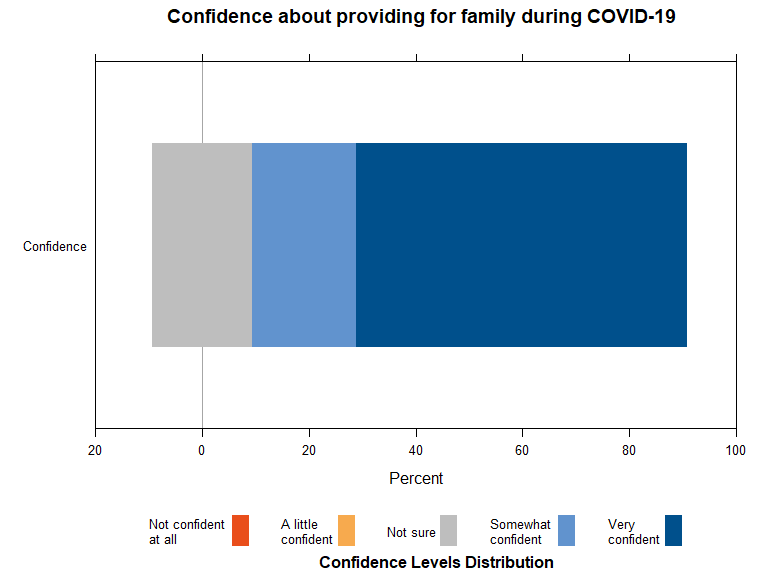 Confidence about providing for family during COVID-19
Confidence
20 0 20 40 60 80 100
Percent
Not confident
at all
A little
confident
Not sure
Somewhat
confident
Very
confident
Confidence Levels Distribution